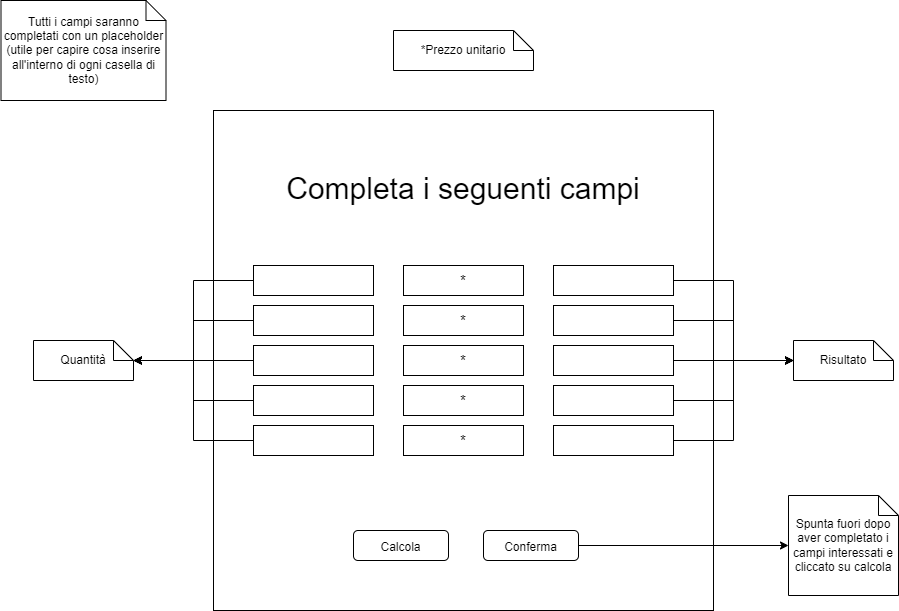 Tutti i campi saranno
completati con un placeholder
(utile per capire cosa inserire
all'interno di ogni casella di
testo)
*Prezzo unitario
Completa i seguenti campi
*
*
Quantità
*
Risultato
*
*
Calcola
Conferma
Spunta fuori dopo
aver completato i
campi interessati e
cliccato su calcola